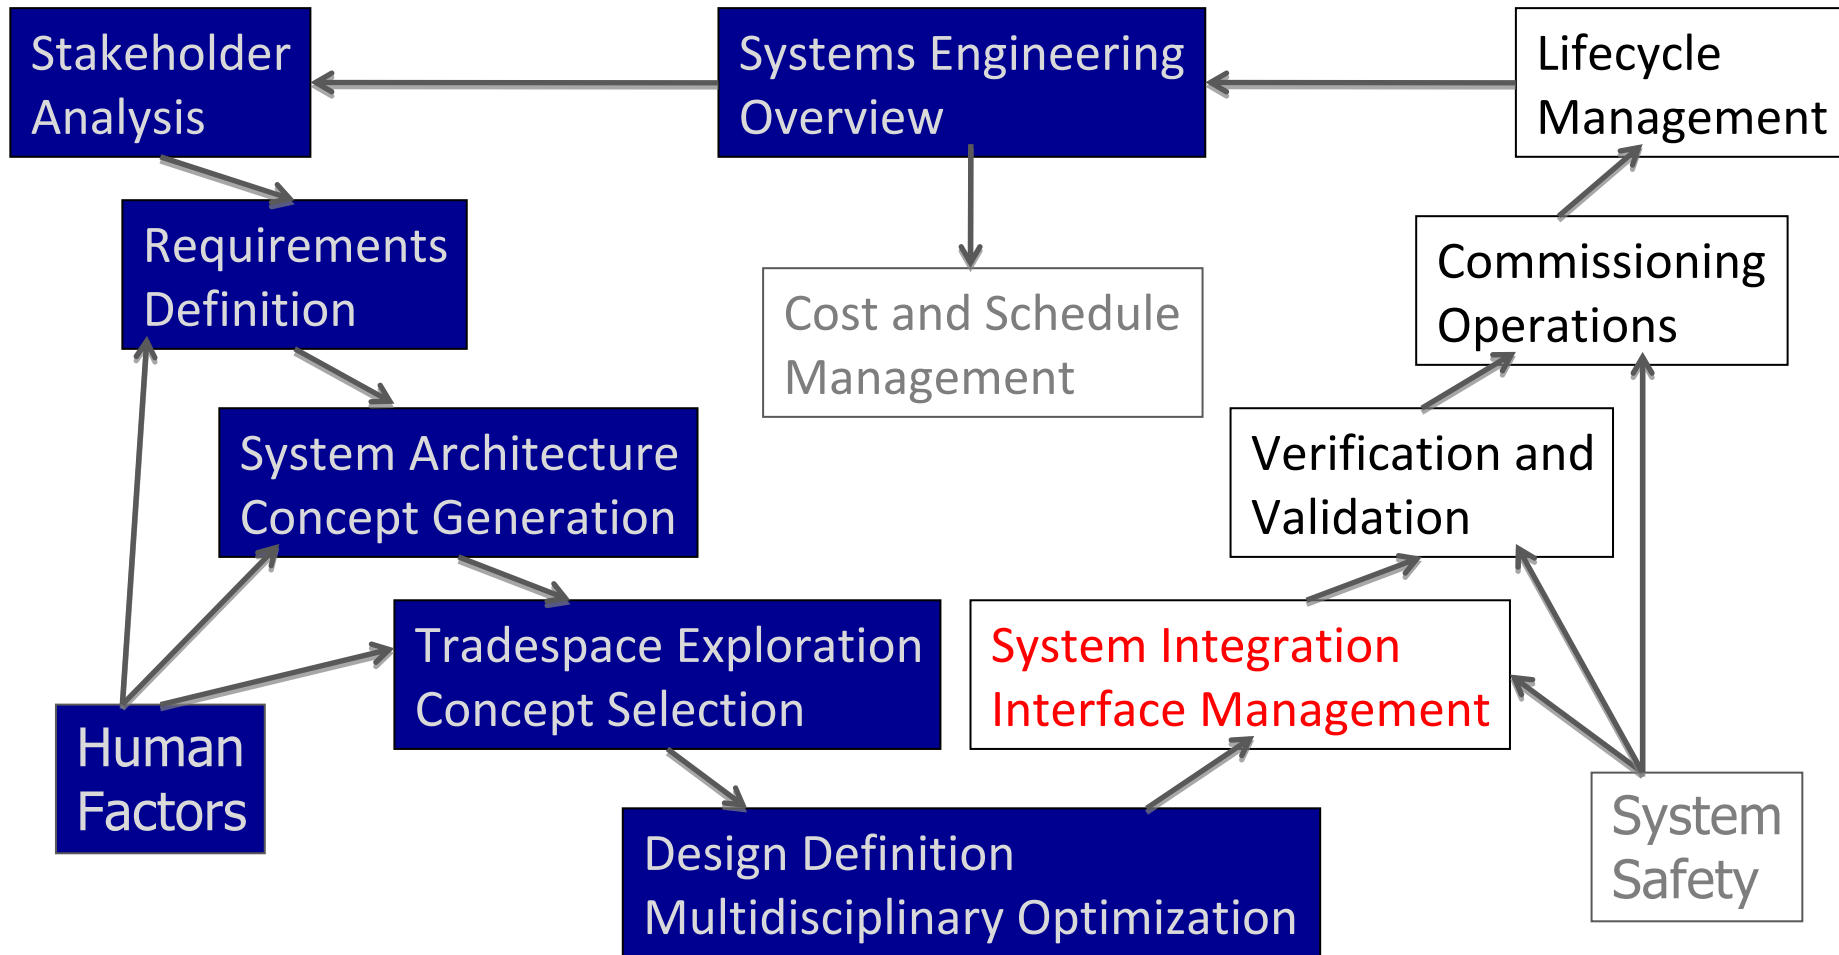 Stakeholder
Analysis
Systems Engineering
Overview
Lifecycle
Management
Requirements
Definition
Cost and Schedule
Management
Commissioning
Operations
System Architecture
Concept Generation
Verification and
Validation
Tradespace Exploration
Concept Selection
System Integration
Interface Management
Human
Factors
Design Definition
Multidisciplinary Optimization
System
Safety